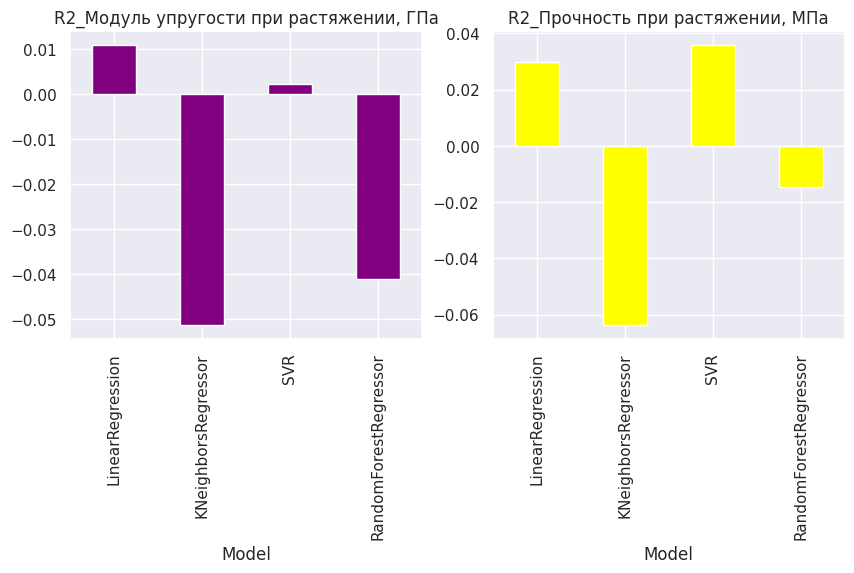 R2_Модуль упругости при растяжении, ГПа
0.01
0.00
−0.01
−0.02
−0.03
−0.04
−0.05
LinearRegression
KNeighborsRegressor
SVR
RandomForestRegressor
Model
R2_Прочность при растяжении, МПа
0.04
0.02
0.00
−0.02
−0.04
−0.06
LinearRegression
KNeighborsRegressor
SVR
RandomForestRegressor
Model